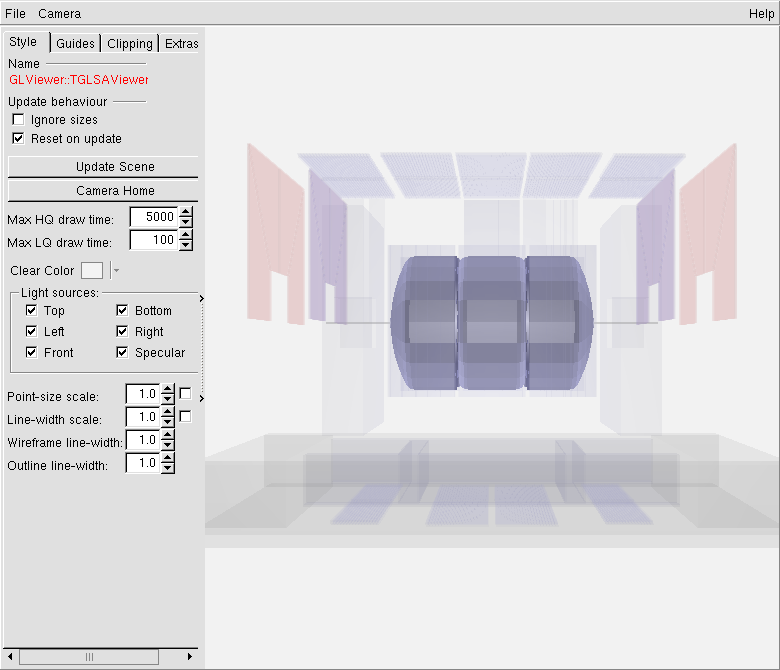 File Camera Help
Style Guides Clipping Extras
Name
GLViewer::TGLSAViewer
Update behaviour
Ignore sizes
Reset on update
Update Scene
Camera Home
Max HQ draw time: 5000
Max LQ draw time: 100
Clear Color
Light sources:
Top Bottom
Left Right
Front Specular
Point-size scale: 1.0
Line-width scale: 1.0
Wireframe line-width: 1.0
Outline line-width: 1.0